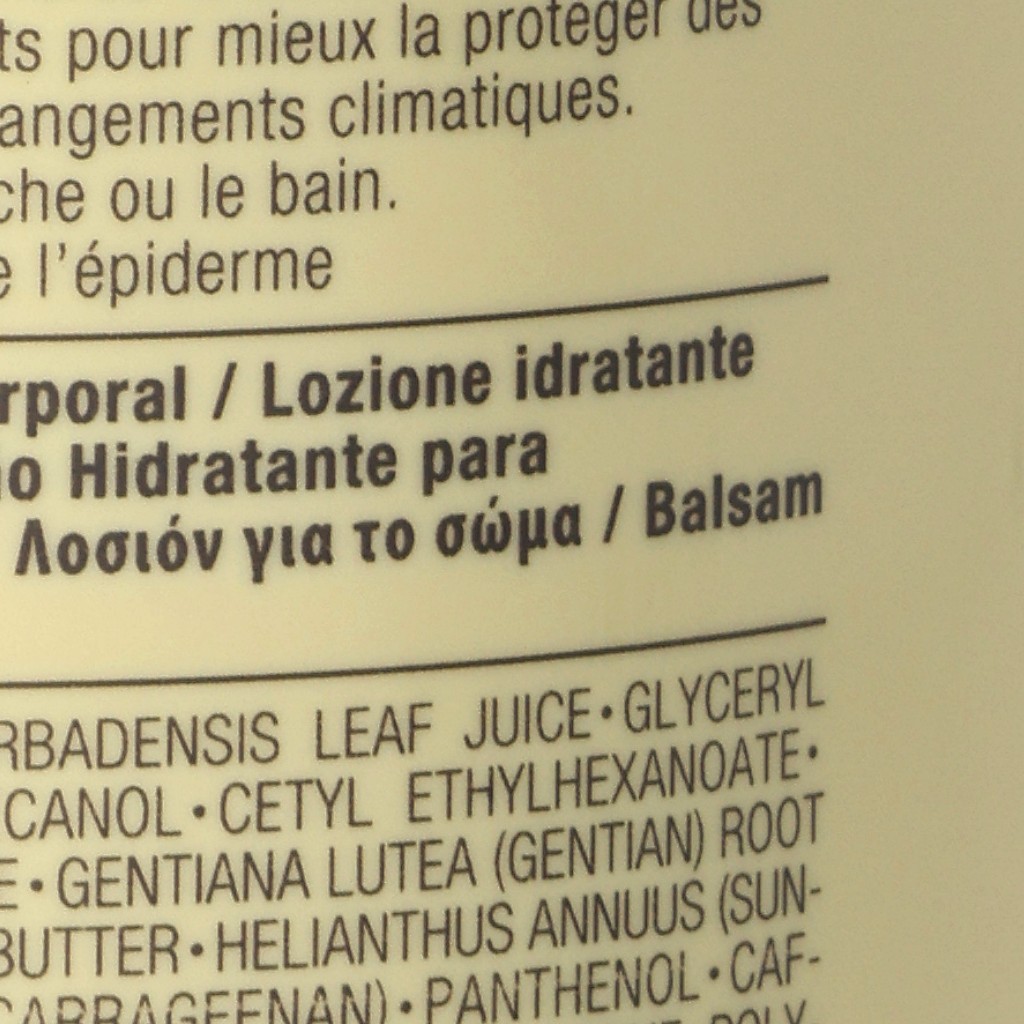 ts pour mieux la protéger des
angements climatiques.
che ou le bain.
e l'épiderme
rporal / Lozione idratante
no Hidratante para
Λοσιόν για το σώμα / Balsam
RBADENSIS LEAF JUICE•GLYCERYL
CANOL•CETYL ETHYLHEXANOATE•
E•GENTIANA LUTEA (GENTIAN) ROOT
BUTTER•HELIANTHUS ANNUUS (SUN-
CARRAGEENAN)•PANTHENOL•CAF-
POLY